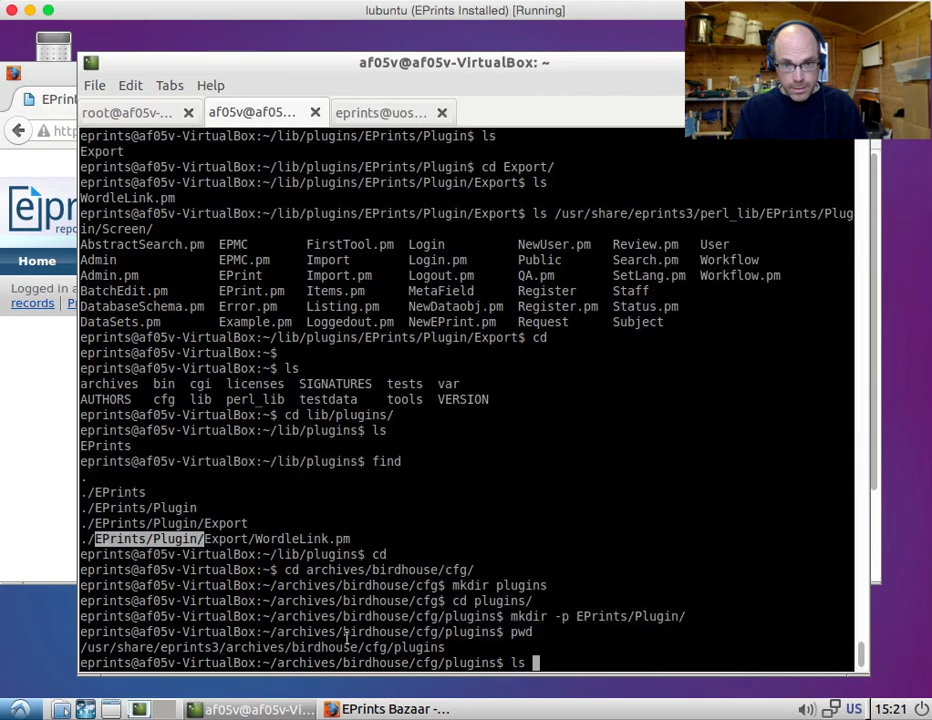 lubuntu (EPrints Installed) [Running]
af05v@af05v-VirtualBox: ~
File Edit Tabs Help
EPrint
root@af05v-... af05v@af05... eprints@uos...
http
Home
Logged in a
records
eprints@af05v-VirtualBox:~/lib/plugins/EPrints/Plugin$ ls
Export
eprints@af05v-VirtualBox:~/lib/plugins/EPrints/Plugin$ cd Export/
eprints@af05v-VirtualBox:~/lib/plugins/EPrints/Plugin/Export$ ls
WordleLink.pm
eprints@af05v-VirtualBox:~/lib/plugins/EPrints/Plugin/Export$ ls /usr/share/eprints3/perl_lib/EPrints/Plug
in/Screen/
AbstractSearch.pm EPMC FirstTool.pm Login NewUser.pm Review.pm User
Admin EPMC.pm Import Login.pm Public Search.pm Workflow
Admin.pm EPrint Import.pm Logout.pm QA.pm SetLang.pm Workflow.pm
BatchEdit.pm EPrint.pm Items.pm MetaField Register Staff
DatabaseSchema.pm Error.pm Listing.pm NewDataobj.pm Register.pm Status.pm
DataSets.pm Example.pm Loggedout.pm NewEPrint.pm Request Subject
eprints@af05v-VirtualBox:~/lib/plugins/EPrints/Plugin/Export$ cd
eprints@af05v-VirtualBox:~$
eprints@af05v-VirtualBox:~$ ls
archives bin cgi licenses SIGNATURES tests var
AUTHORS cfg lib perl_lib testdata tools VERSION
eprints@af05v-VirtualBox:~$ cd lib/plugins/
eprints@af05v-VirtualBox:~/lib/plugins$ ls
EPrints
eprints@af05v-VirtualBox:~/lib/plugins$ find
.
./EPrints
./EPrints/Plugin
./EPrints/Plugin/Export
./EPrints/Plugin/Export/WordleLink.pm
eprints@af05v-VirtualBox:~/lib/plugins$ cd
eprints@af05v-VirtualBox:~$ cd archives/birdhouse/cfg/
eprints@af05v-VirtualBox:~/archives/birdhouse/cfg$ mkdir plugins
eprints@af05v-VirtualBox:~/archives/birdhouse/cfg$ cd plugins/
eprints@af05v-VirtualBox:~/archives/birdhouse/cfg/plugins$ mkdir -p EPrints/Plugin/
eprints@af05v-VirtualBox:~/archives/birdhouse/cfg/plugins$ pwd
/usr/share/eprints3/archives/birdhouse/cfg/plugins
eprints@af05v-VirtualBox:~/archives/birdhouse/cfg/plugins$ ls
af05v@af05v-Vi... EPrints Bazaar -... US 15:21